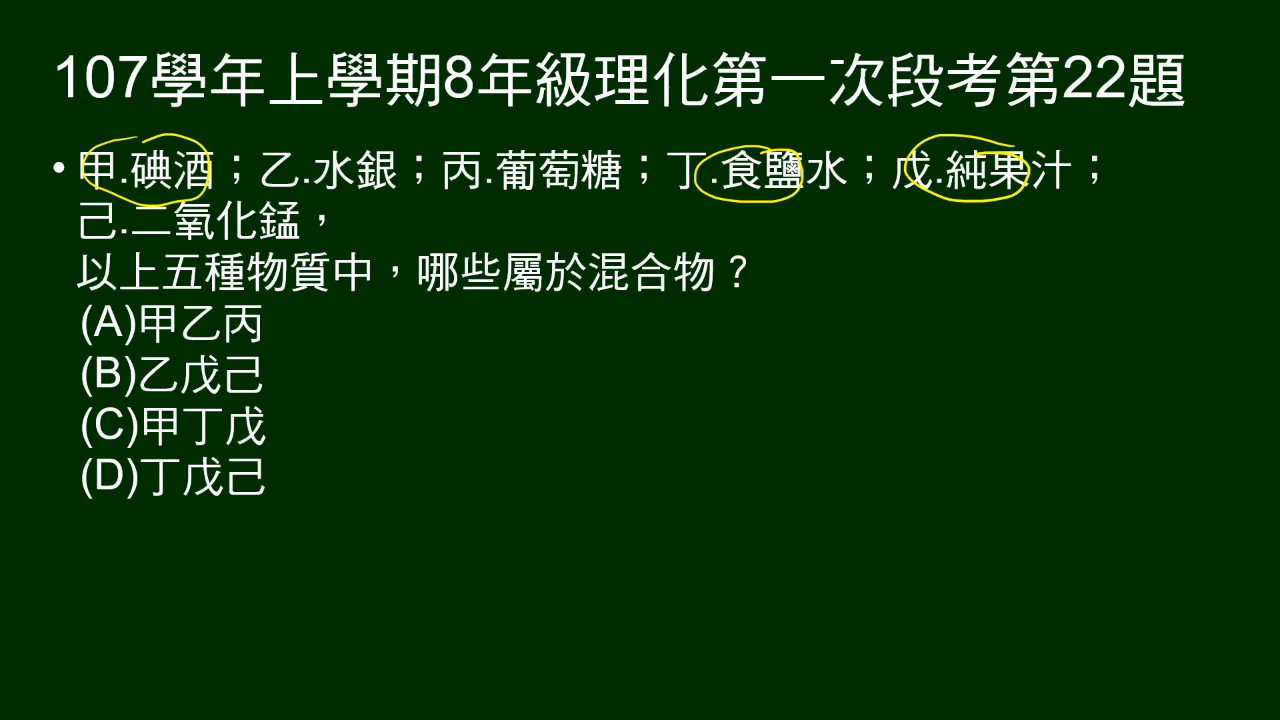 107學年上學期8年級理化第一次段考第22題
•甲.碘酒；乙.水銀；丙.葡萄糖；丁.食鹽水；戊.純果汁；
己.二氧化錳，
以上五種物質中，哪些屬於混合物？
(A)甲乙丙
(B)乙戊己
(C)甲丁戊
(D)丁戊己